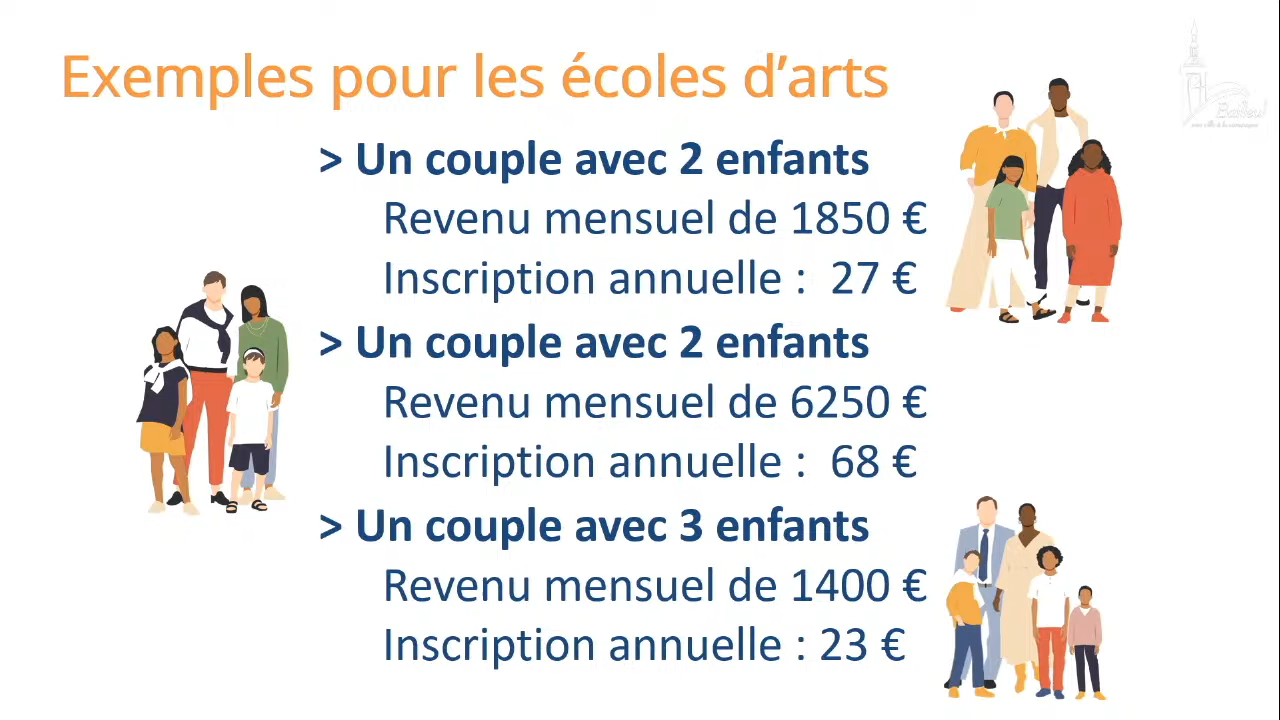 Exemples pour les écoles d’arts
> Un couple avec 2 enfants
Revenu mensuel de 1850 €
Inscription annuelle : 27 €
> Un couple avec 2 enfants
Revenu mensuel de 6250 €
Inscription annuelle : 68 €
> Un couple avec 3 enfants
Revenu mensuel de 1400 €
Inscription annuelle : 23 €
Bailleul